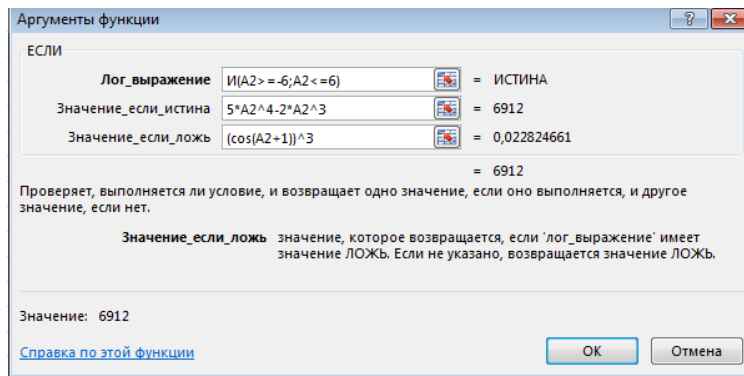 Аргументы функции
ЕСЛИ
Лог_выражение И(A2>=-6;A2<=6) = ИСТИНА
Значение_если_истина 5*A2^4-2*A2^3 = 6912
Значение_если_ложь (cos(A2+1))^3 = 0,022824661
= 6912
Проверяет, выполняется ли условие, и возвращает одно значение, если оно выполняется, и другое
значение, если нет.
Значение_если_ложь значение, которое возвращается, если 'лог_выражение' имеет
значение ЛОЖЬ. Если не указано, возвращается значение ЛОЖЬ.
Значение: 6912
Справка по этой функции
ОК
Отмена